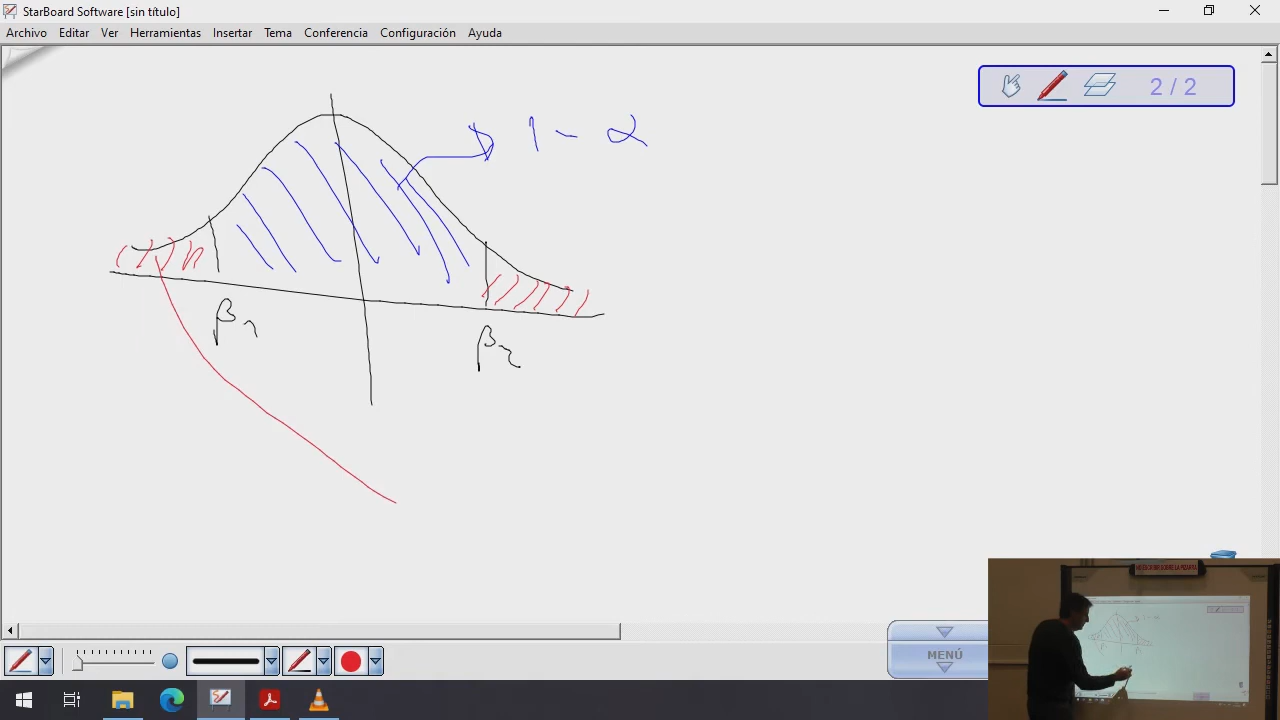 StarBoard Software [sin título]
Archivo Editar Ver Herramientas Insertar Tema Conferencia Configuración Ayuda
2 / 2
1 - α
β1
β2
MENÚ